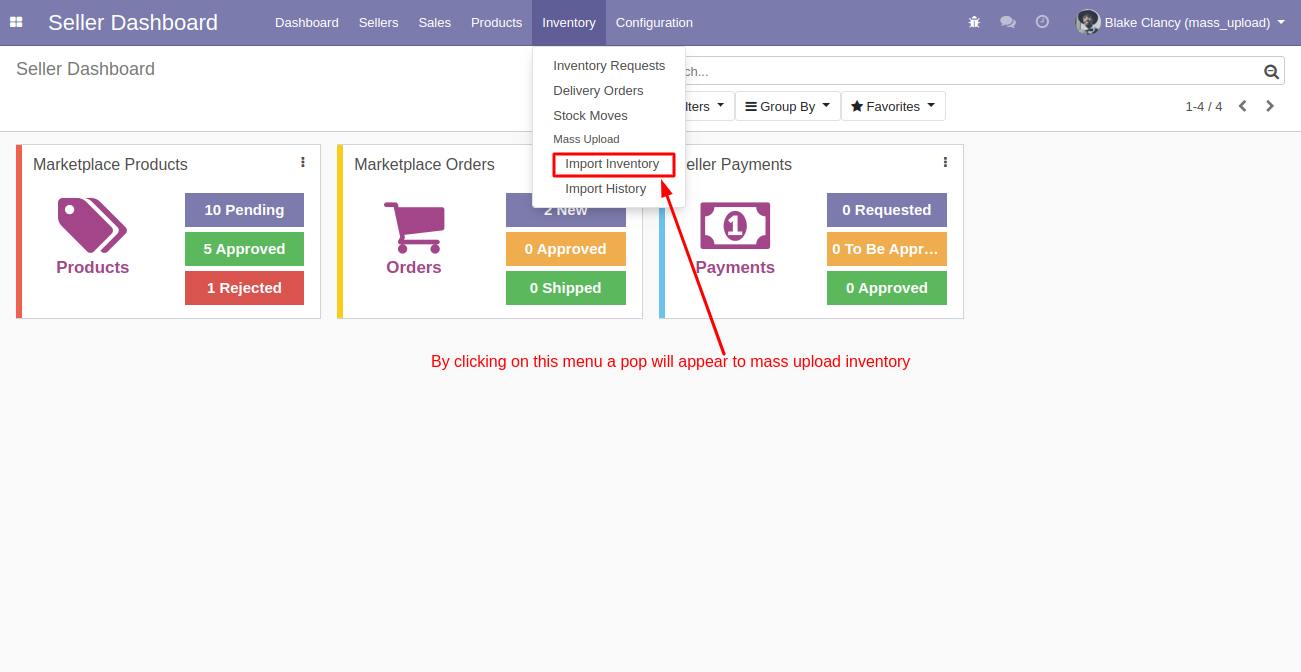 Seller Dashboard
Dashboard Sellers Sales Products Inventory Configuration
Blake Clancy (mass_upload)
Seller Dashboard
ch...
lters Group By Favorites
1-4 / 4
Inventory Requests
Delivery Orders
Stock Moves
Mass Upload
Import Inventory
Import History
Marketplace Products
Products
10 Pending
5 Approved
1 Rejected
Marketplace Orders
Orders
2 New
0 Approved
0 Shipped
eller Payments
1
Payments
0 Requested
0 To Be Appr...
0 Approved
By clicking on this menu a pop will appear to mass upload inventory